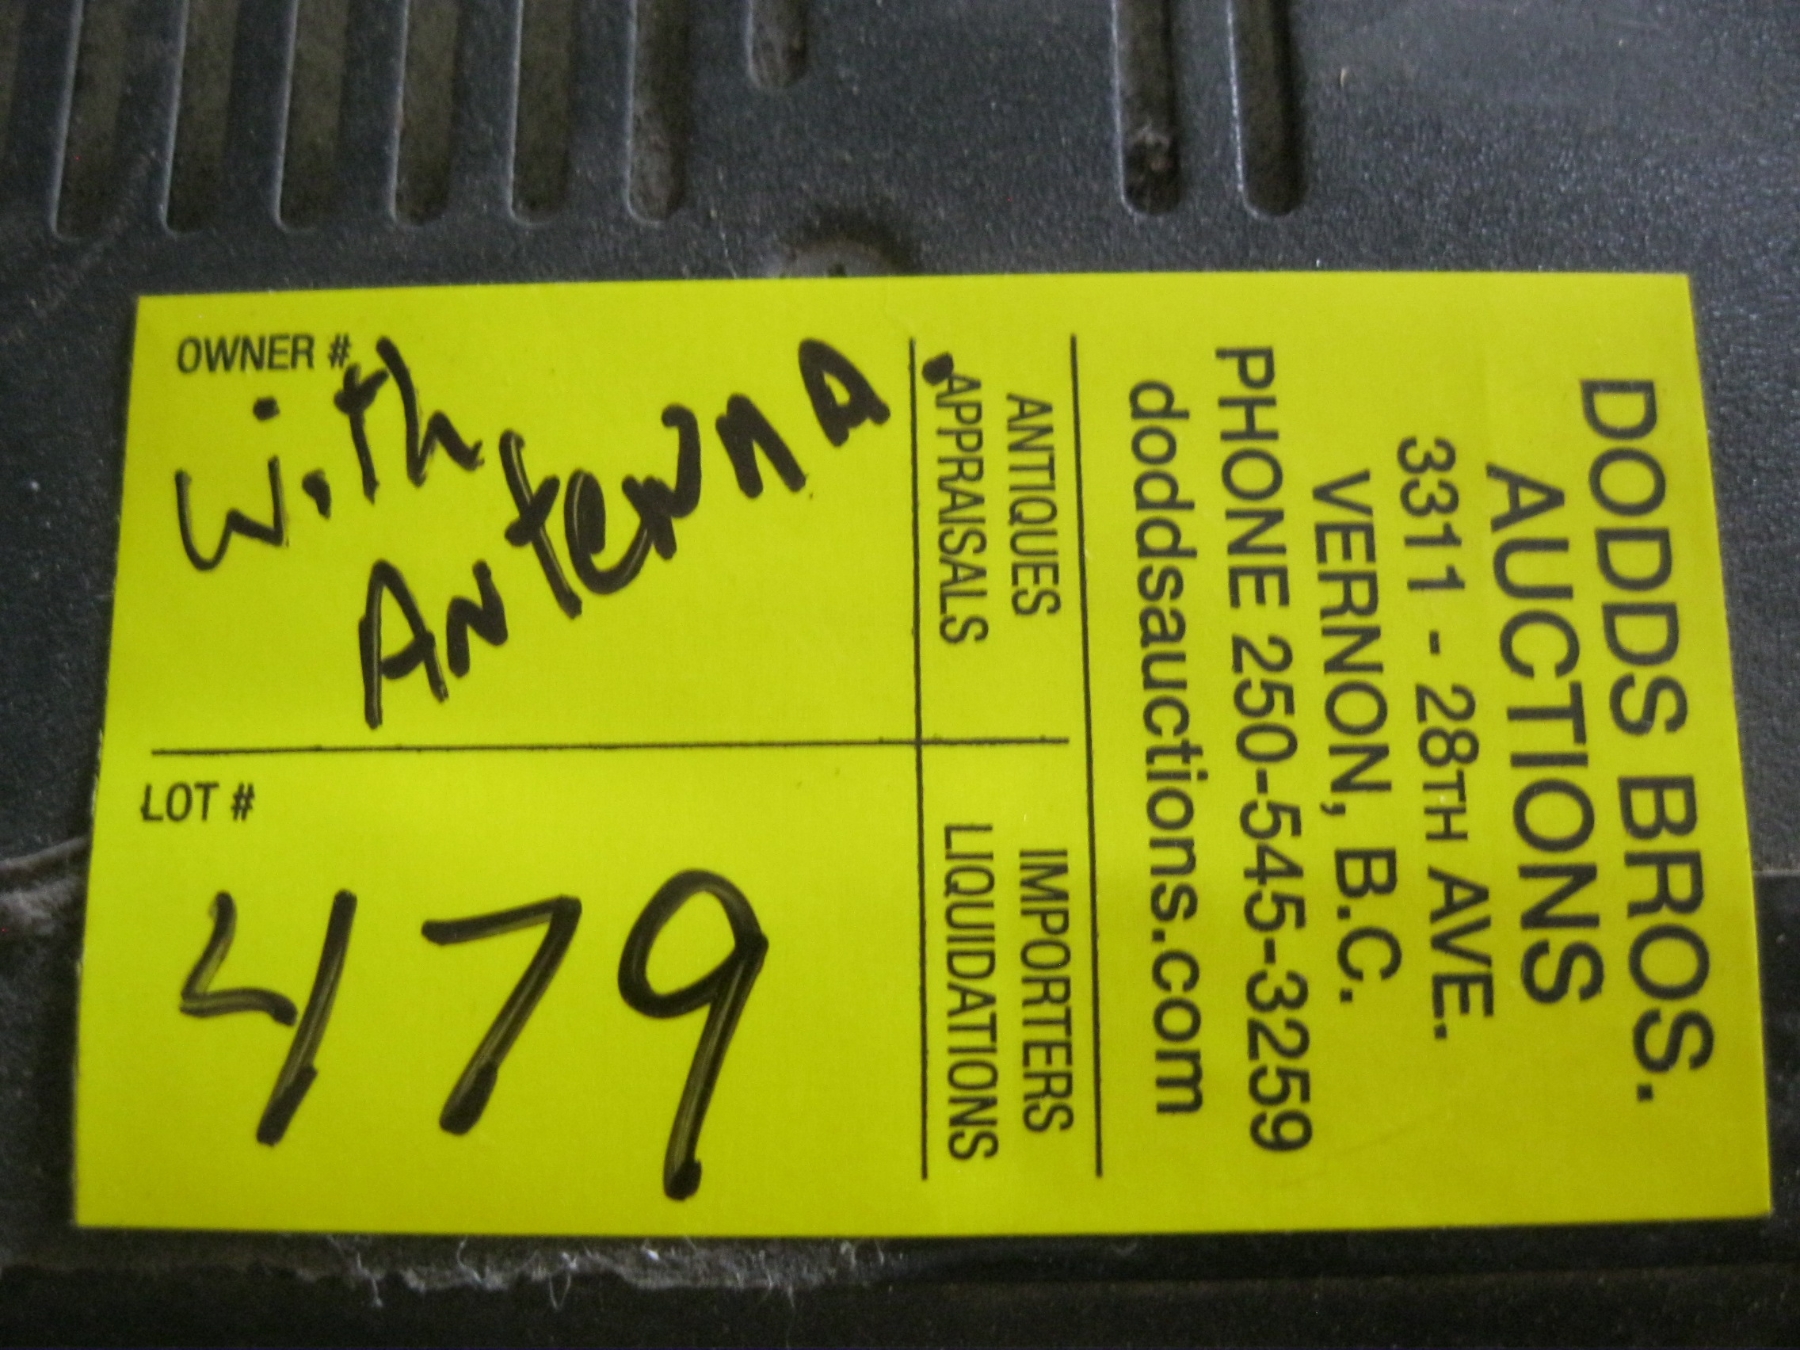 DODDS BROS.
AUCTIONS
3311 - 28TH AVE.
VERNON, B.C.
PHONE 250-545-3259
doddsauctions.com
ANTIQUES
APPRAISALS
IMPORTERS
LIQUIDATIONS
OWNER #
With
Antenna.
LOT #
479